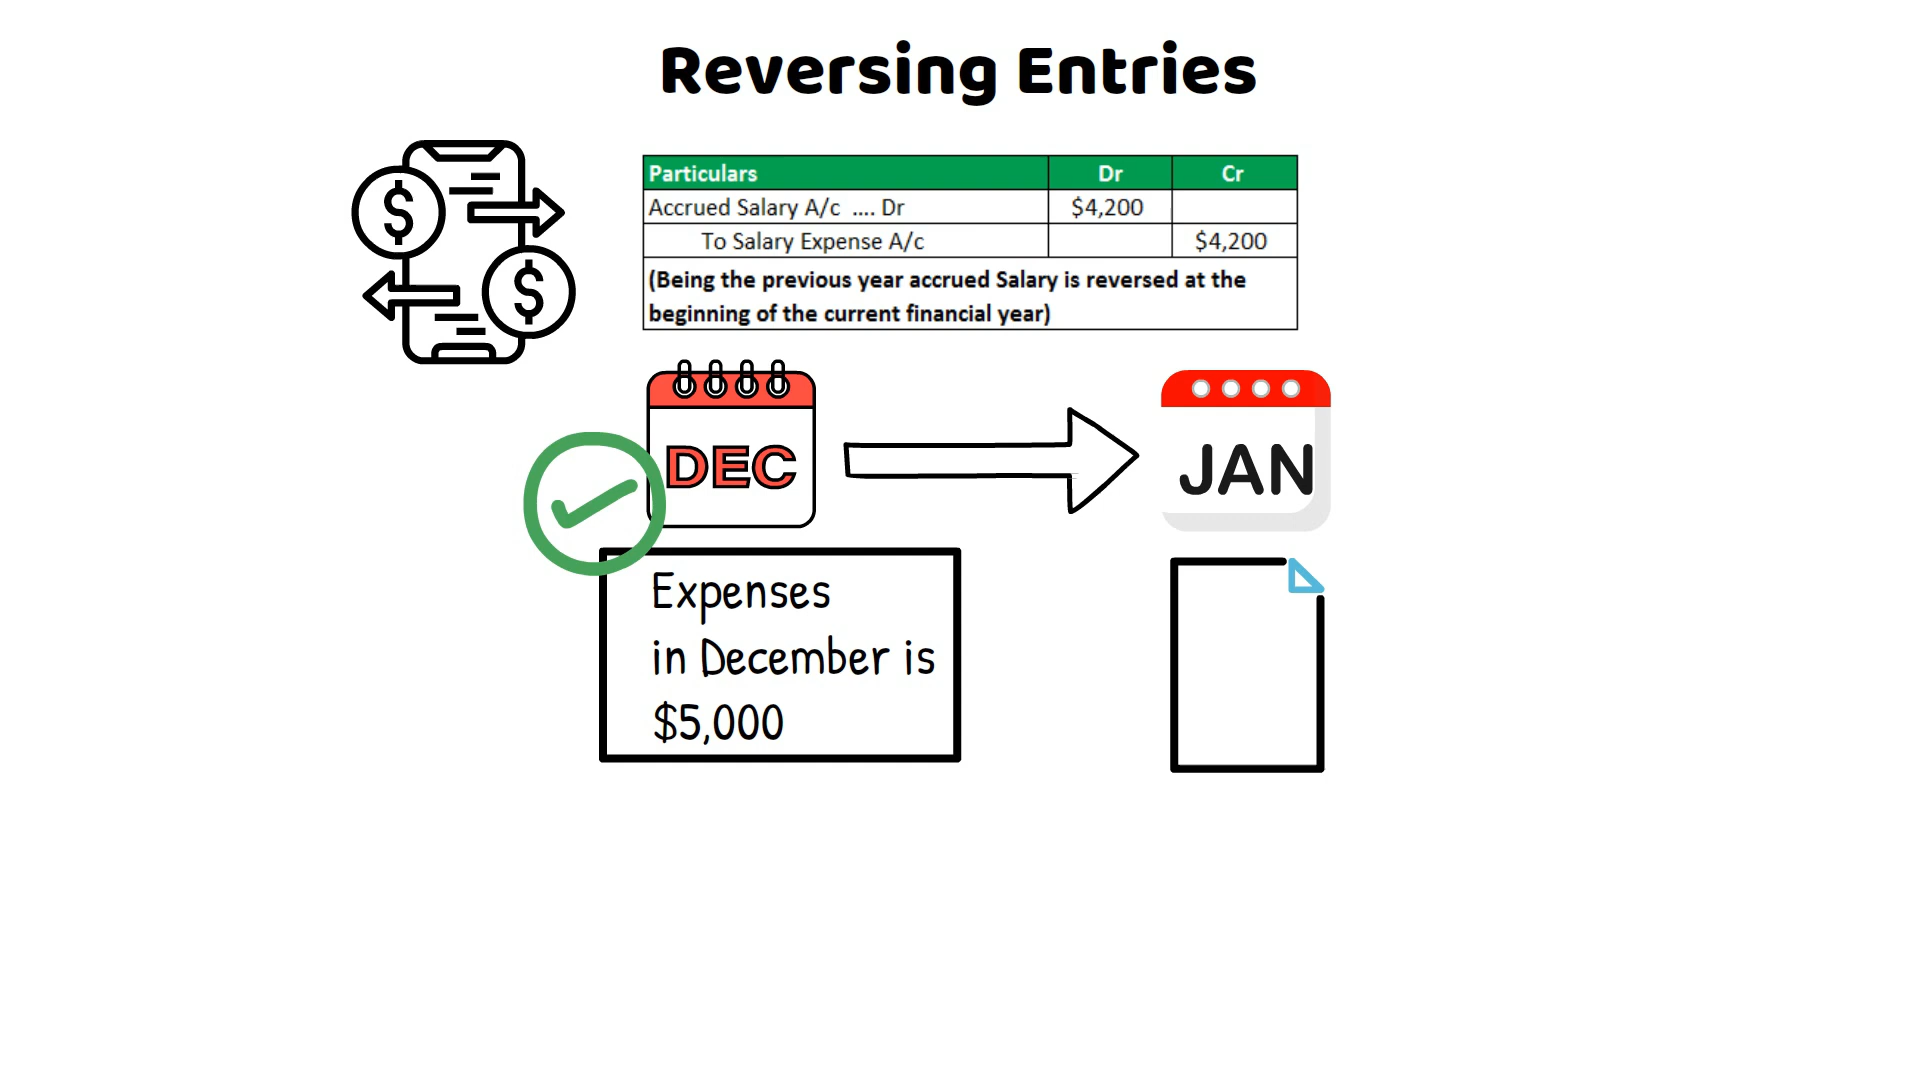 Reversing Entries
Particulars Dr Cr
Accrued Salary A/c .... Dr $4,200
To Salary Expense A/c $4,200
(Being the previous year accrued Salary is reversed at the
beginning of the current financial year)
$
$
DEC
JAN
Expenses
in December is
$5,000